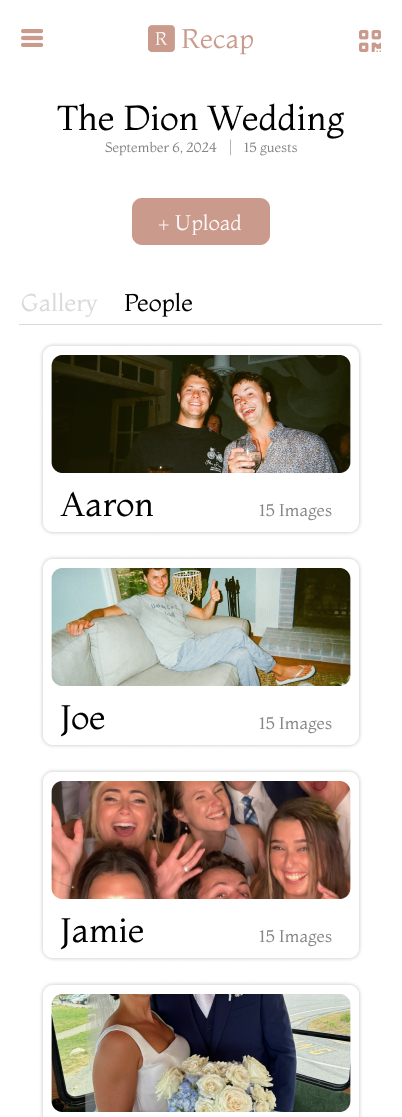 R Recap
The Dion Wedding
September 6, 2024 | 15 guests
+ Upload
Gallery People
Aaron 15 Images
Joe 15 Images
Jamie 15 Images